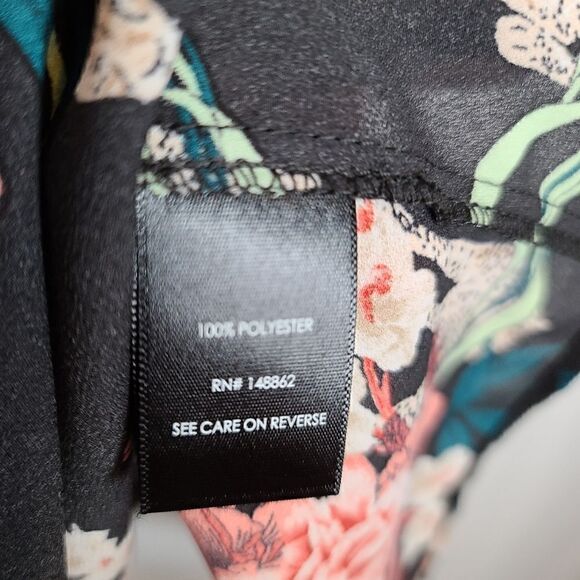 100% POLYESTER
RN# 148862
SEE CARE ON REVERSE